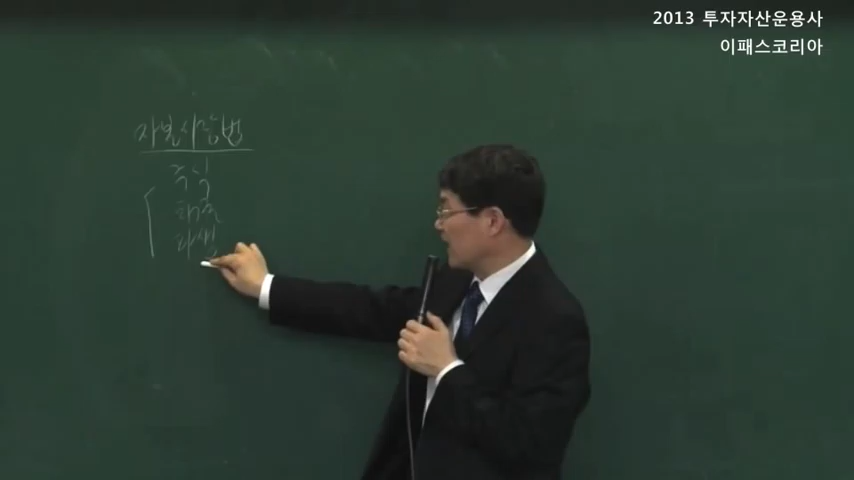 2013 투자자산운용사
이패스코리아
자본시장법
주식
채권
파생